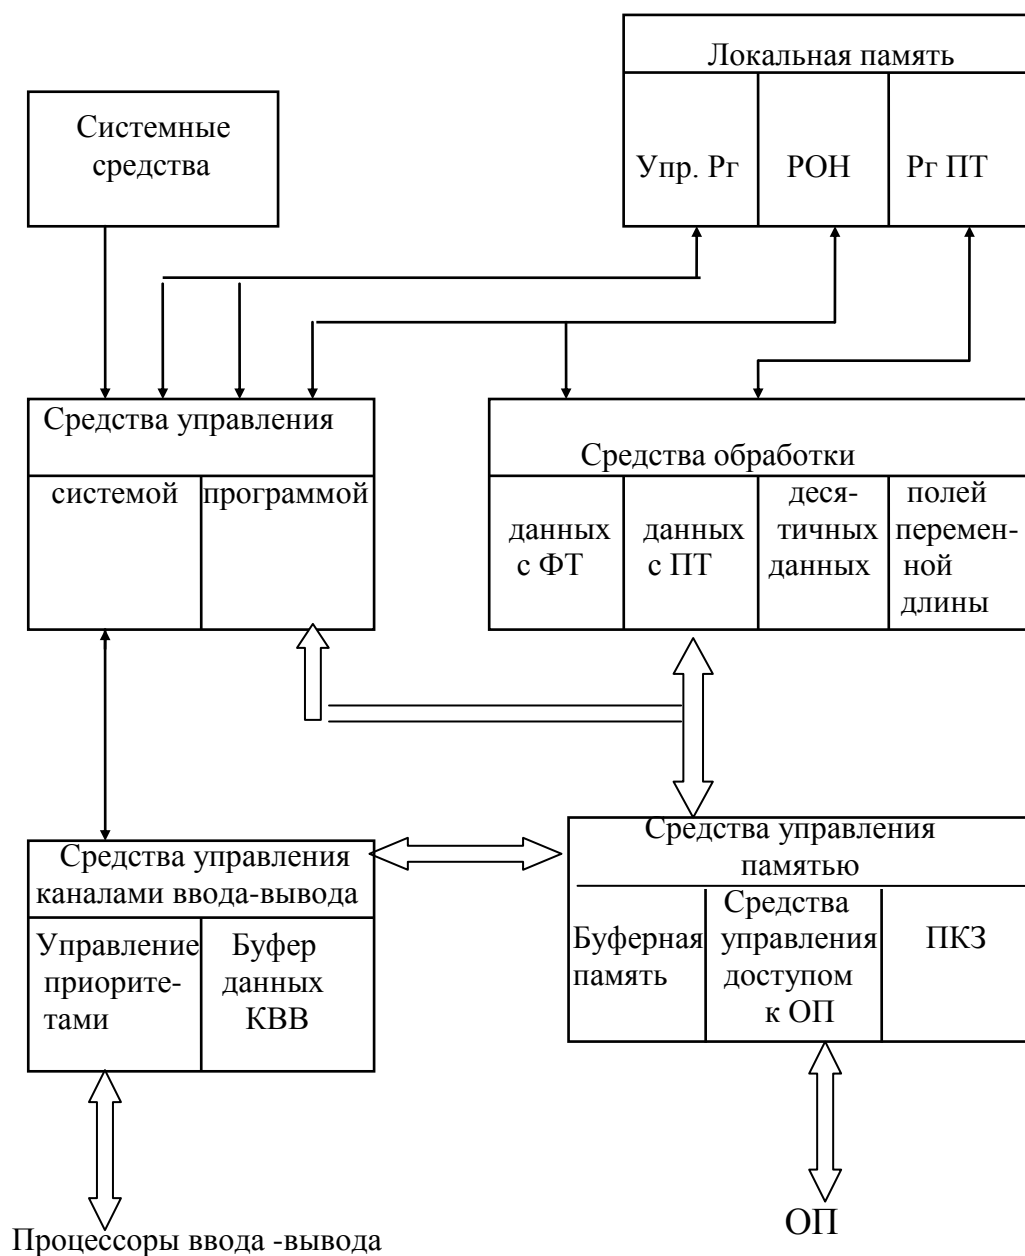 Локальная память
Упр. Рг
РОН
Рг ПТ
Системные
средства
Средства управления
системой
программой
Средства обработки
данных
с ФТ
данных
с ПТ
деся-
тичных
данных
полей
перемен-
ной
длины
Средства управления
каналами ввода-вывода
Управление
приорите-
тами
Буфер
данных
КВВ
Средства управления
памятью
Буферная
память
Средства
управления
доступом
к ОП
ПКЗ
Процессоры ввода -вывода
ОП